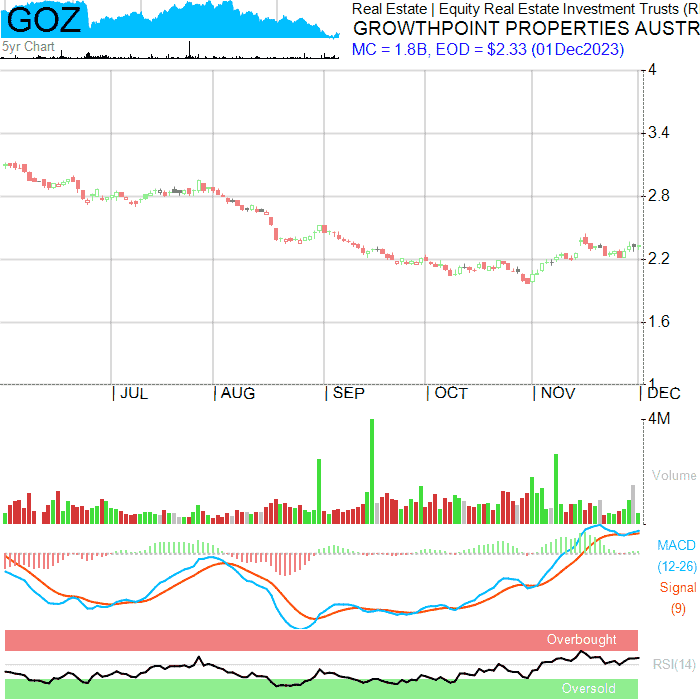 GOZ
5yr Chart
Real Estate | Equity Real Estate Investment Trusts (R
GROWTHPOINT PROPERTIES AUSTR
MC = 1.8B, EOD = $2.33 (01Dec2023)
4
3.4
2.8
2.2
1.6
1
| JUL | AUG | SEP | OCT | NOV | DEC
4M
Volume
MACD
(12-26)
Signal
(9)
Overbought
RSI(14)
Oversold